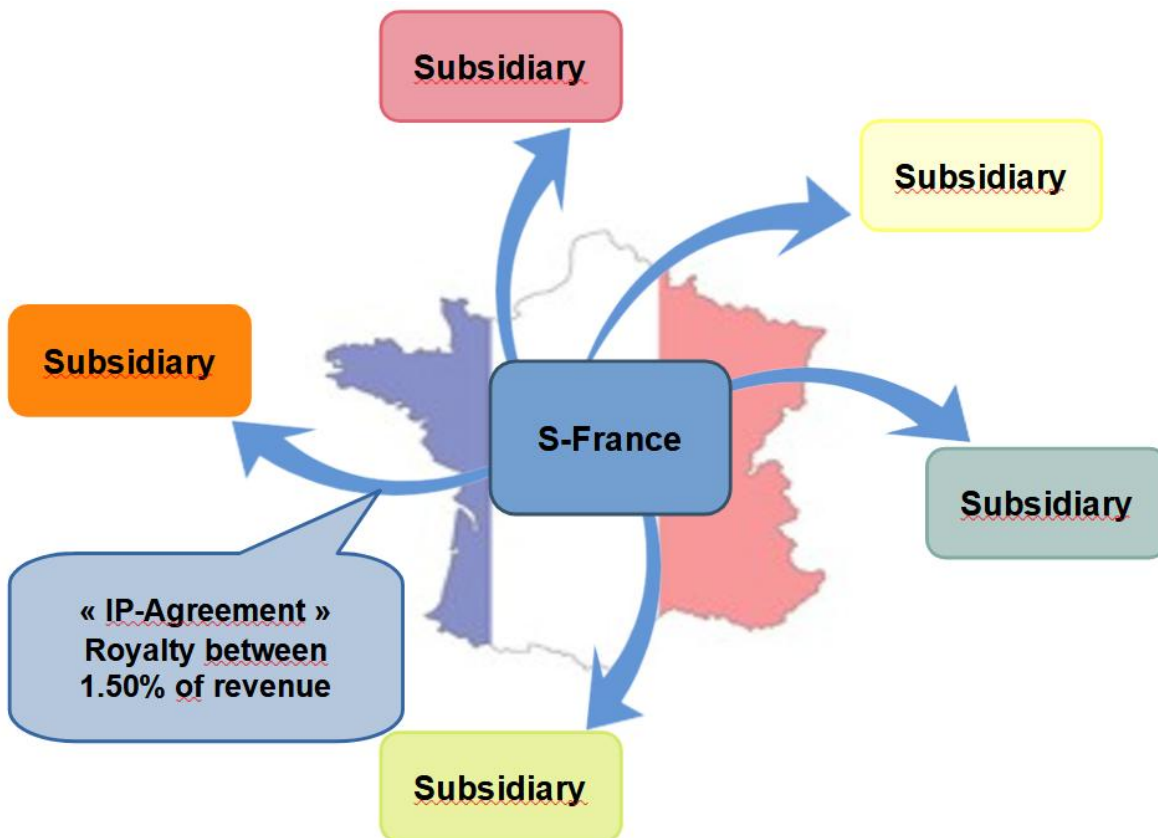 Subsidiary
Subsidiary
Subsidiary
S-France
Subsidiary
« IP-Agreement »
Royalty between
1.50% of revenue
Subsidiary